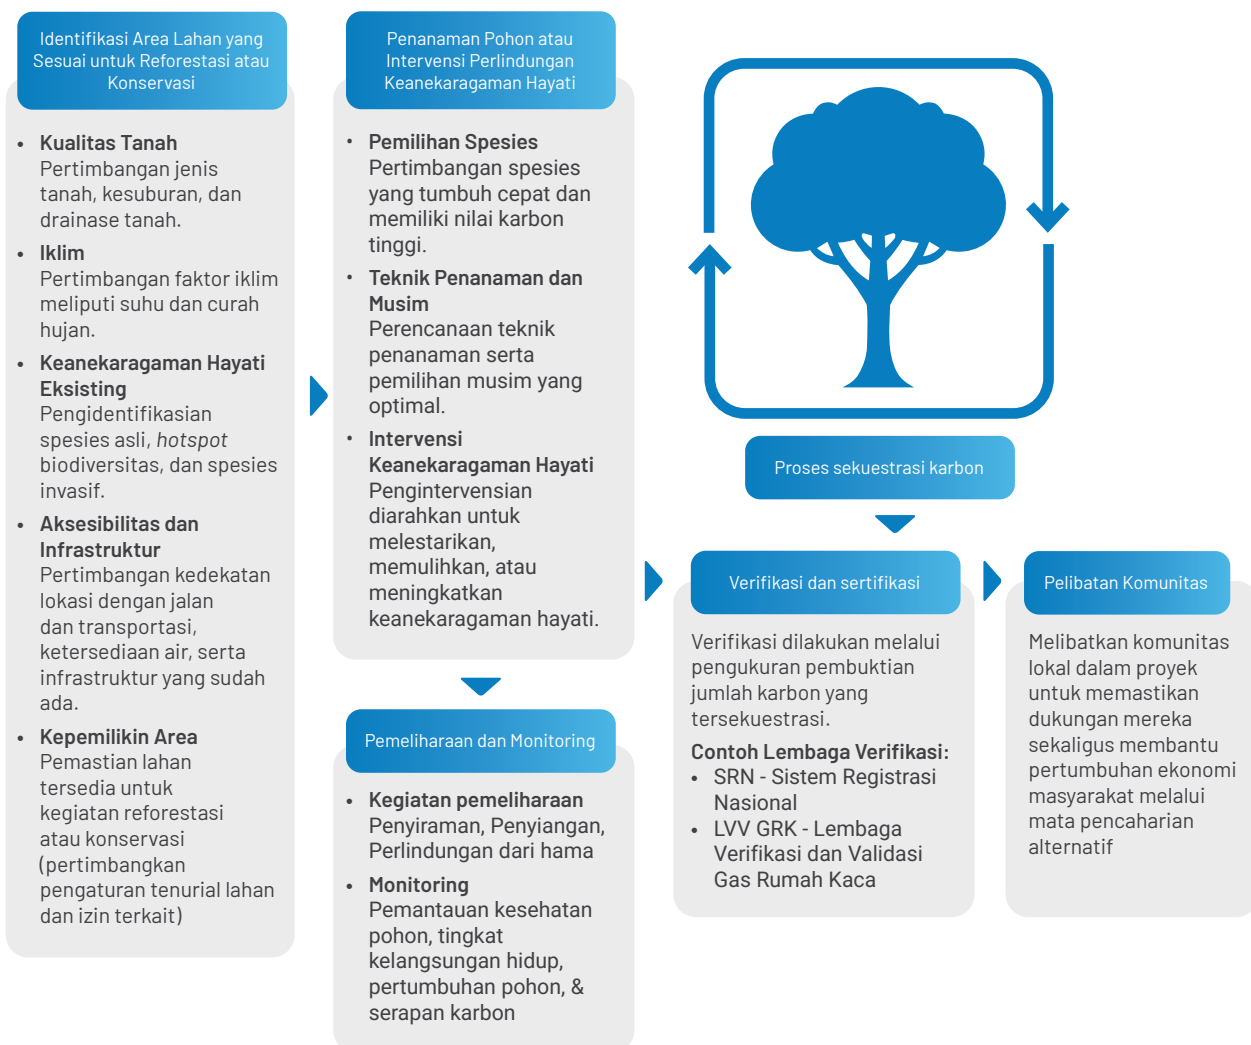 Identifikasi Area Lahan yang
Sesuai untuk Reforestasi atau
Konservasi
• Kualitas Tanah
Pertimbangan jenis
tanah, kesuburan, dan
drainase tanah.
• Iklim
Pertimbangan faktor iklim
meliputi suhu dan curah
hujan.
• Keanekaragaman Hayati
Eksisting
Pengidentifikasian
spesies asli, hotspot
biodiversitas, dan spesies
invasif.
• Aksesibilitas dan
Infrastruktur
Pertimbangan kedekatan
lokasi dengan jalan
dan transportasi,
ketersediaan air, serta
infrastruktur yang sudah
ada.
• Kepemilikin Area
Pemastian lahan
tersedia untuk
kegiatan reforestasi
atau konservasi
(pertimbangkan
pengaturan tenurial lahan
dan izin terkait)
Penanaman Pohon atau
Intervensi Perlindungan
Keanekaragaman Hayati
• Pemilihan Spesies
Pertimbangan spesies
yang tumbuh cepat dan
memiliki nilai karbon
tinggi.
• Teknik Penanaman dan
Musim
Perencanaan teknik
penanaman serta
pemilihan musim yang
optimal.
• Intervensi
Keanekaragaman Hayati
Pengintervensian
diarahkan untuk
melestarikan,
memulihkan, atau
meningkatkan
keanekaragaman hayati.
Pemeliharaan dan Monitoring
• Kegiatan pemeliharaan
Penyiraman, Penyiangan,
Perlindungan dari hama
• Monitoring
Pemantauan kesehatan
pohon, tingkat
kelangsungan hidup,
pertumbuhan pohon, &
serapan karbon
Proses sekuestrasi karbon
Verifikasi dan sertifikasi
Verifikasi dilakukan melalui
pengukuran pembuktian
jumlah karbon yang
tersekuestrasi.
Contoh Lembaga Verifikasi:
• SRN - Sistem Registrasi
Nasional
• LVV GRK - Lembaga
Verifikasi dan Validasi
Gas Rumah Kaca
Pelibatan Komunitas
Melibatkan komunitas
lokal dalam proyek
untuk memastikan
dukungan mereka
sekaligus membantu
pertumbuhan ekonomi
masyarakat melalui
mata pencaharian
alternatif